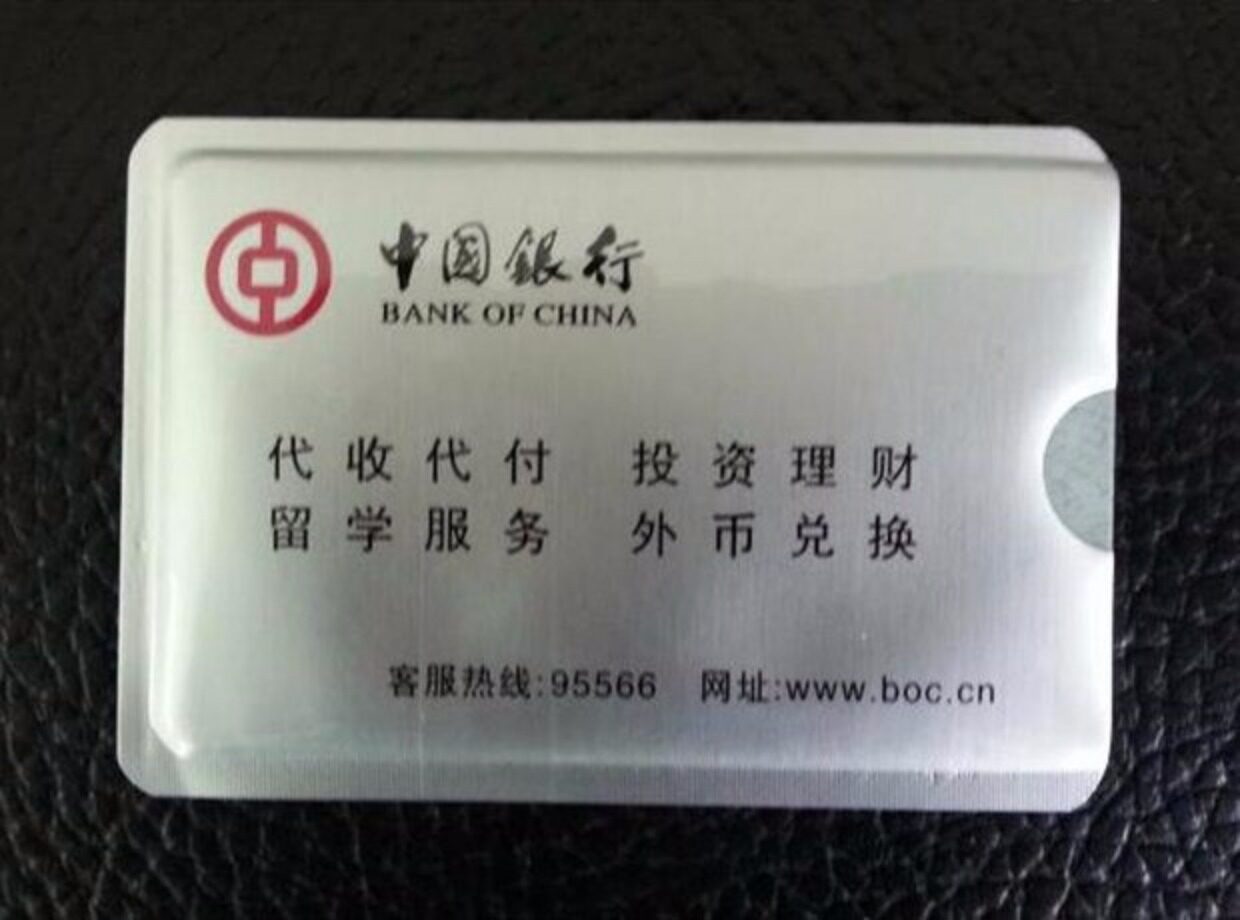 中国銀行
BANK OF CHINA
代收代付 投资理财
留学服务 外币兑换
客服热线:95566 网址:www.boc.cn